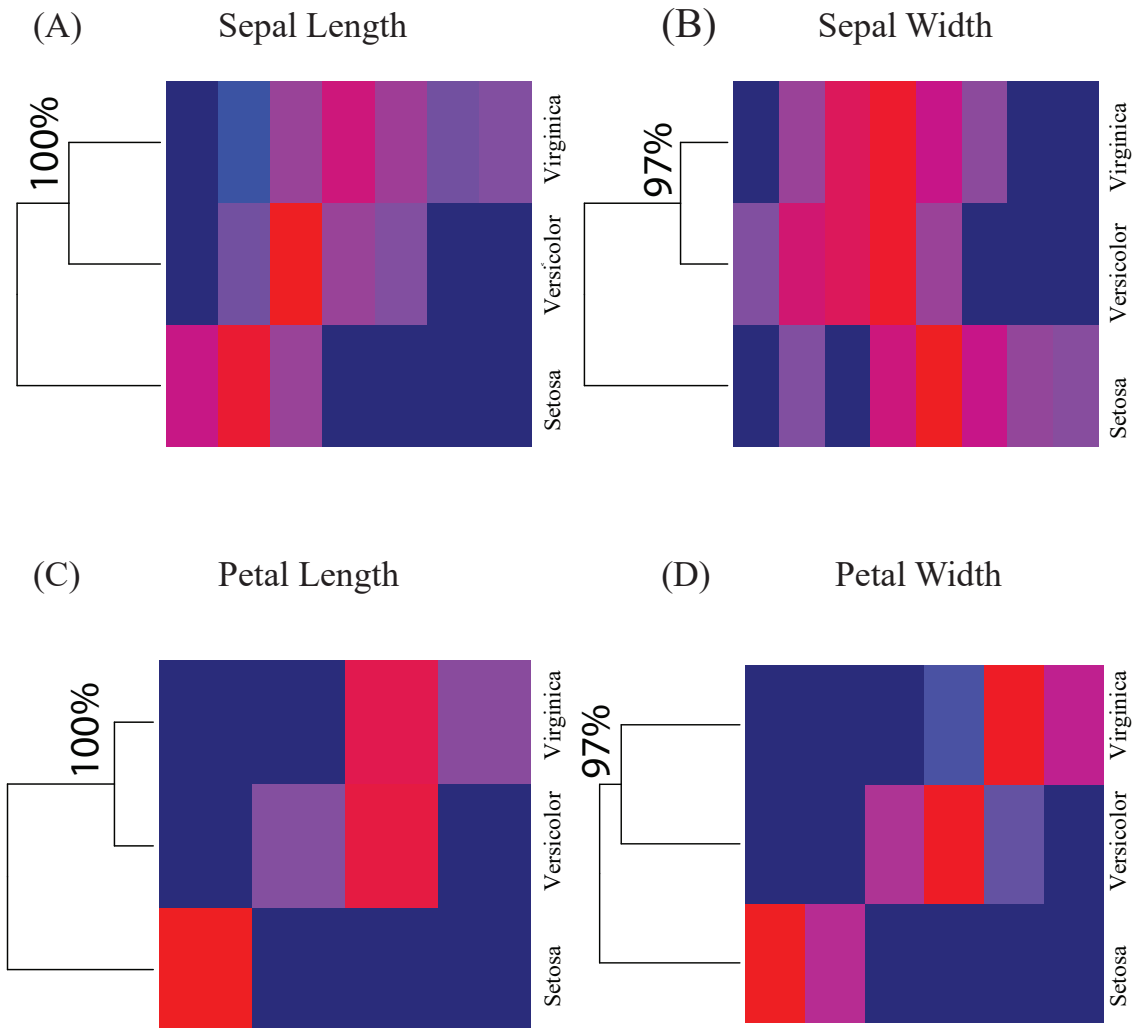 (A) Sepal Length
100%
Virginica
Versicolor
Setosa
(B) Sepal Width
97%
Virginica
Versicolor
Setosa
(C) Petal Length
100%
Virginica
Versicolor
Setosa
(D) Petal Width
97%
Virginica
Versicolor
Setosa